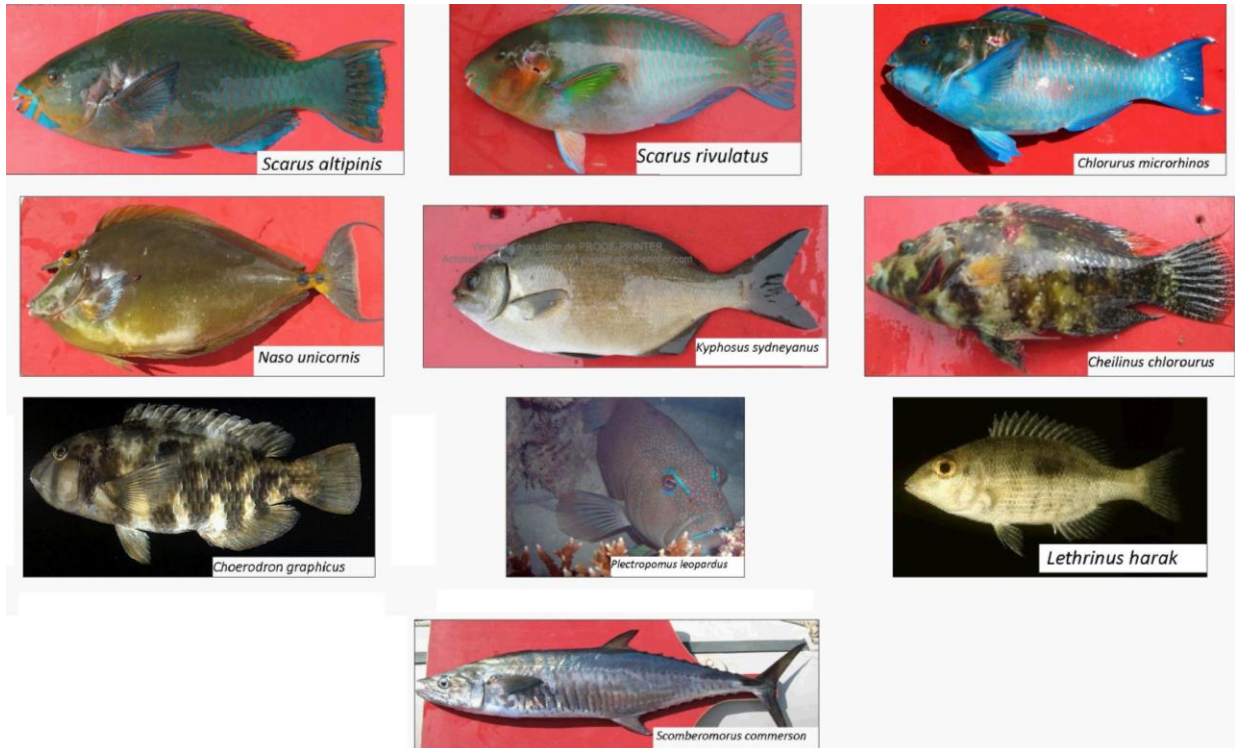 Scarus altipinis
Scarus rivulatus
Chlorurus microrhinos
Naso unicornis
Kyphosus sydneyanus
Cheilinus chlorourus
Choerodron graphicus
Plectropomus leopardus
Lethrinus harak
Scomberomorus commerson